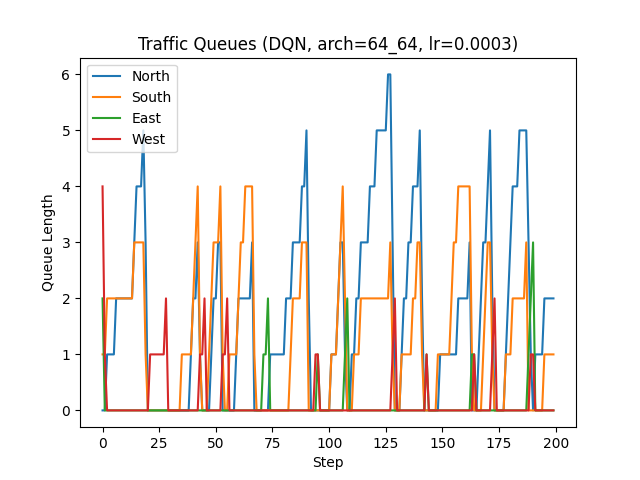 Traffic Queues (DQN, arch=64_64, lr=0.0003)
North
South
East
West
Queue Length
6
5
4
3
2
1
0
0 25 50 75 100 125 150 175 200
Step